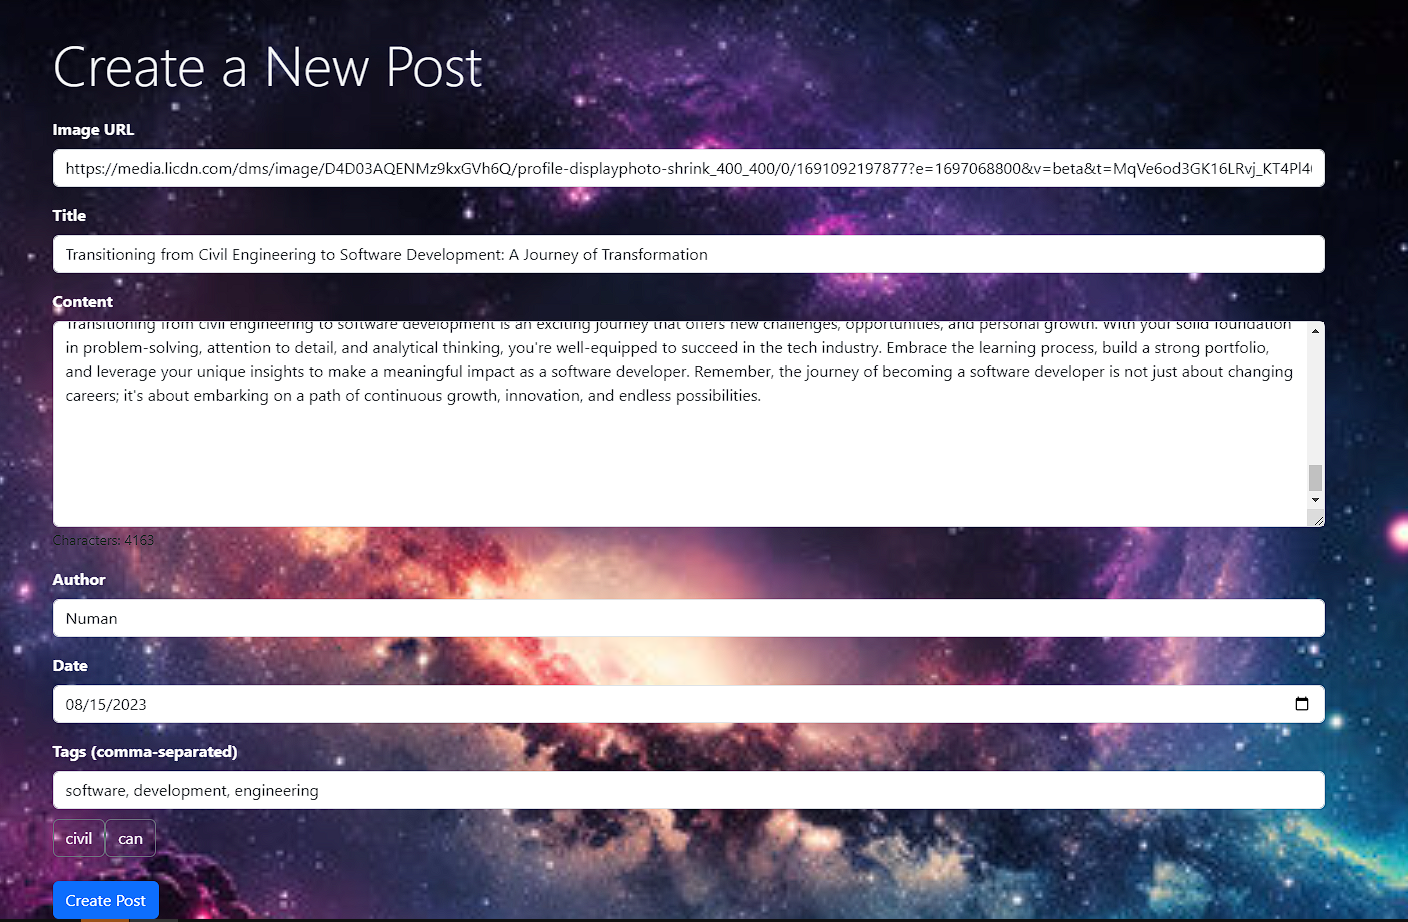 Create a New Post
Image URL
https://media.licdn.com/dms/image/D4D03AQENMz9kxGVh6Q/profile-displayphoto-shrink_400_400/0/1691092197877?e=1697068800&v=beta&t=MqVe6od3GK16LRvj_KT4Pl4
Title
Transitioning from Civil Engineering to Software Development: A Journey of Transformation
Content
Transitioning from civil engineering to software development is an exciting journey that offers new challenges, opportunities, and personal growth. With your solid foundation
in problem-solving, attention to detail, and analytical thinking, you're well-equipped to succeed in the tech industry. Embrace the learning process, build a strong portfolio,
and leverage your unique insights to make a meaningful impact as a software developer. Remember, the journey of becoming a software developer is not just about changing
careers; it's about embarking on a path of continuous growth, innovation, and endless possibilities.
Characters: 4163
Author
Numan
Date
08/15/2023
Tags (comma-separated)
software, development, engineering
civil can
Create Post